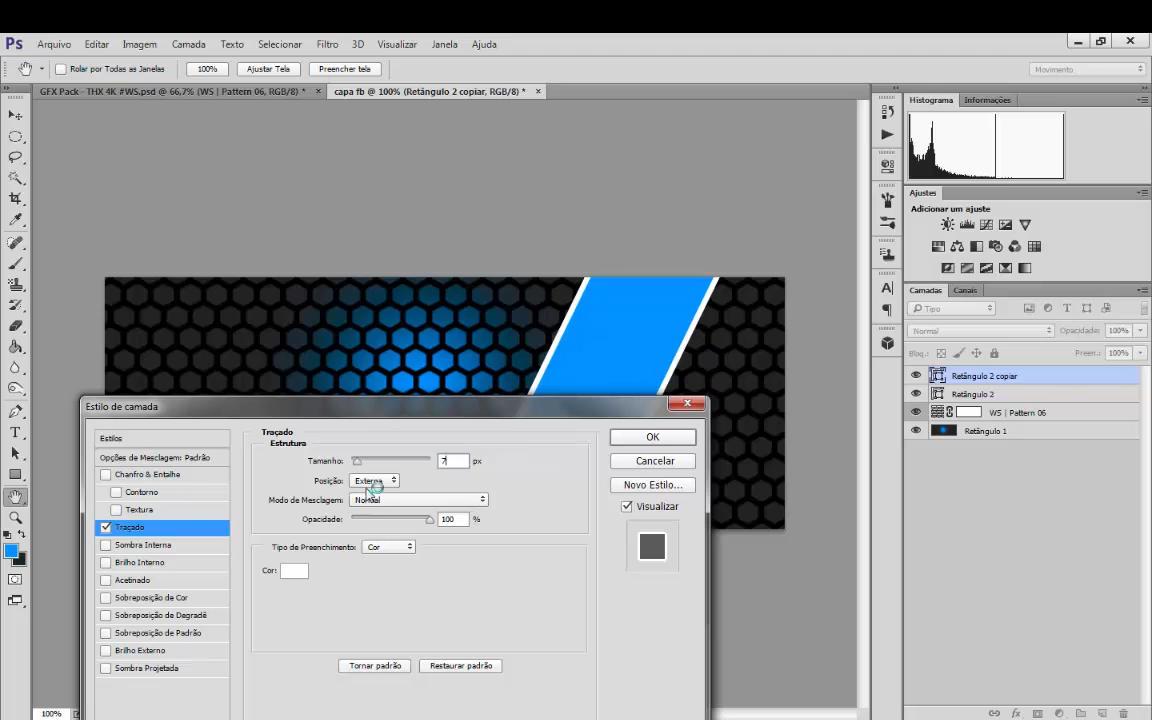 Ps Arquivo Editar Imagem Camada Texto Selecionar Filtro 3D Visualizar Janela Ajuda
Rolar por Todas as Janelas 100% Ajustar Tela Preencher tela Movimento
GFX Pack - THX 4K #WS.psd @ 66,7% (WS | Pattern 06, RGB/8) * × capa fb @ 100% (Retângulo 2 copiar, RGB/8) * ×
Histograma Informações
Ajustes
Adicionar um ajuste
Camadas Canais
Tipo
Normal Opacidade: 100%
Bloq.: Preen.: 100%
Retângulo 2 copiar
Retângulo 2
WS | Pattern 06
Retângulo 1
Estilo de camada
Estilos
Opções de Mesclagem: Padrão
Chanfro & Entalhe
Contorno
Textura
Traçado
Sombra Interna
Brilho Interno
Acetinado
Sobreposição de Cor
Sobreposição de Degradê
Sobreposição de Padrão
Brilho Externo
Sombra Projetada
Traçado
Estrutura
Tamanho: 7 px
Posição: Externa
Modo de Mesclagem: Normal
Opacidade: 100 %
Tipo de Preenchimento: Cor
Cor:
Tornar padrão Restaurar padrão
OK
Cancelar
Novo Estilo...
Visualizar
100%